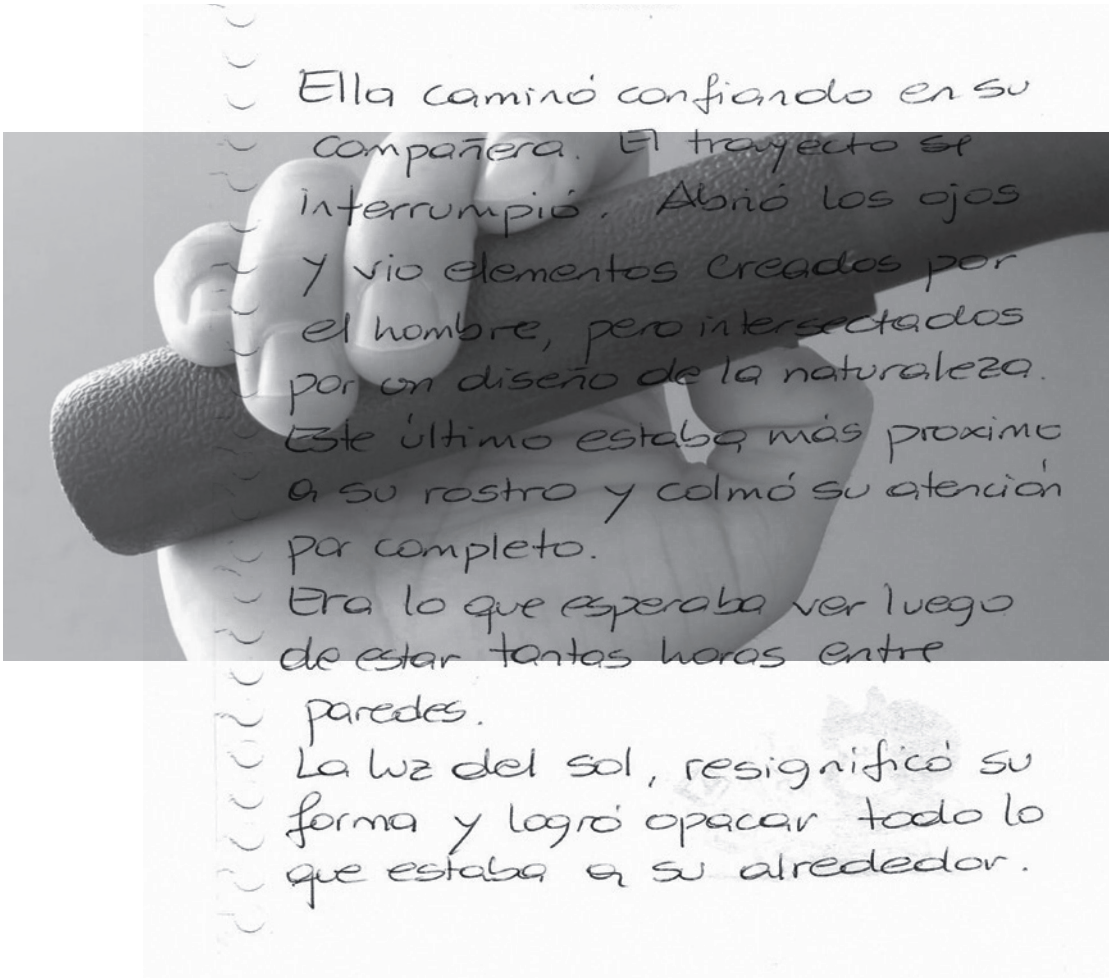 Ella caminó confiando en su
compañera. El trayecto se
interrumpió. Abrió los ojos
y vio elementos creados por
el hombre, pero intersectados
por un diseño de la naturaleza.
Este último estaba más proximo
a su rostro y colmó su atención
por completo.
Era lo que esperaba ver luego
de estar tantas horas entre
paredes.
La luz del sol, resignificó su
forma y logró opacar todo lo
que estaba a su alrededor.